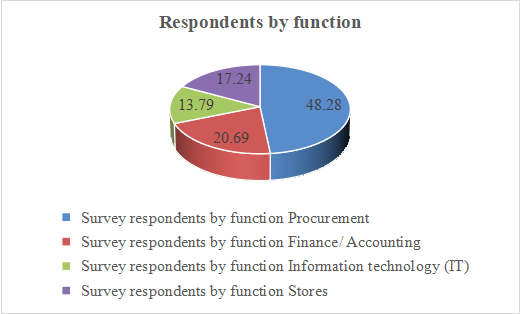 Respondents by function
17.24
48.28
13.79
20.69
Survey respondents by function Procurement
Survey respondents by function Finance/ Accounting
Survey respondents by function Information technology (IT)
Survey respondents by function Stores